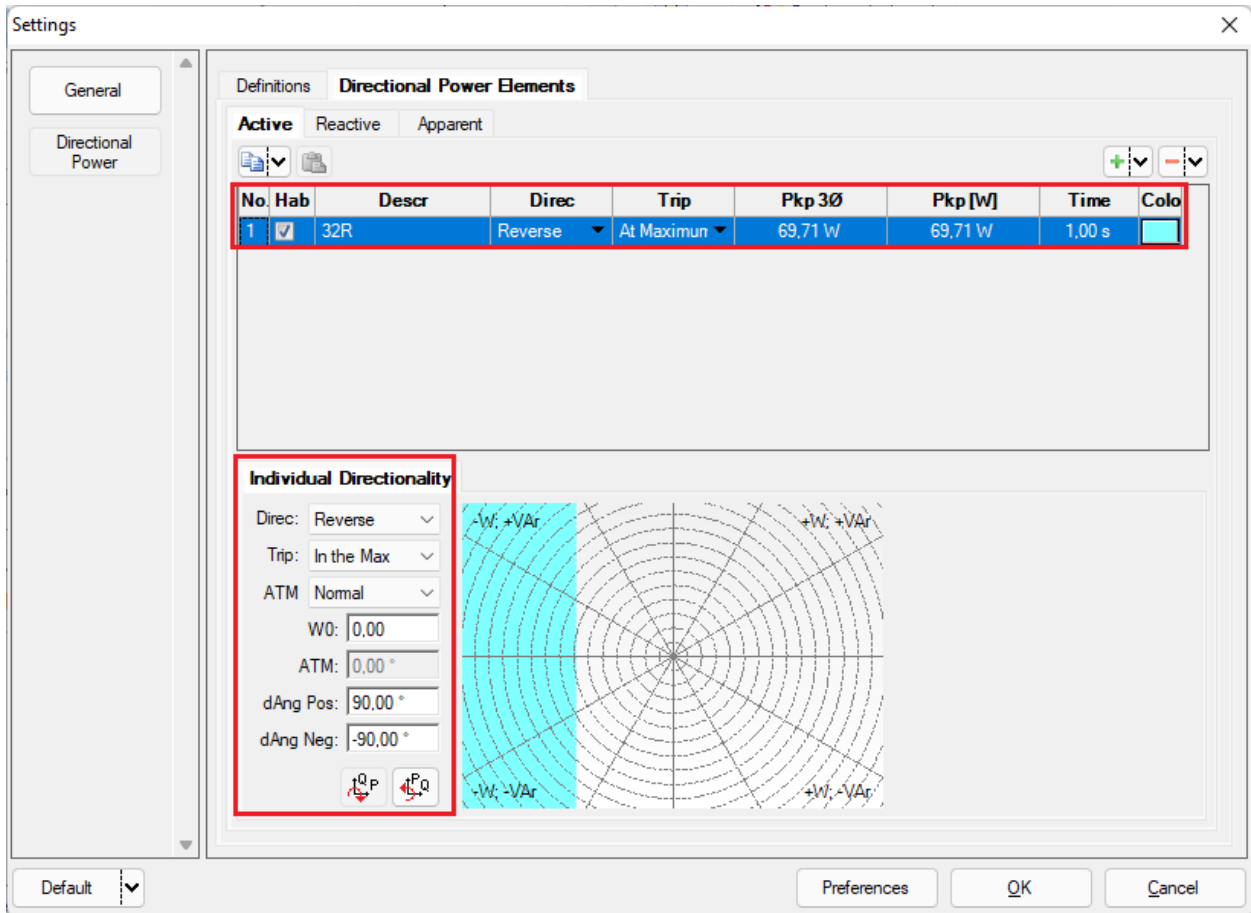 Settings
General
Directional
Power
Definitions Directional Power Elements
Active Reactive Apparent
No. Hab Descr Direc Trip Pkp 3Ø Pkp [W] Time Colo
1 32R Reverse At Maximun 69,71 W 69,71 W 1,00 s
Individual Directionality
Direc: Reverse
Trip: In the Max
ATM Normal
W0: 0,00
ATM: 0,00 °
dAng Pos: 90,00 °
dAng Neg: -90,00 °
Q P
P Q
-W; +VAr +W; +VAr
-W; -VAr +W; -VAr
Default Preferences OK Cancel